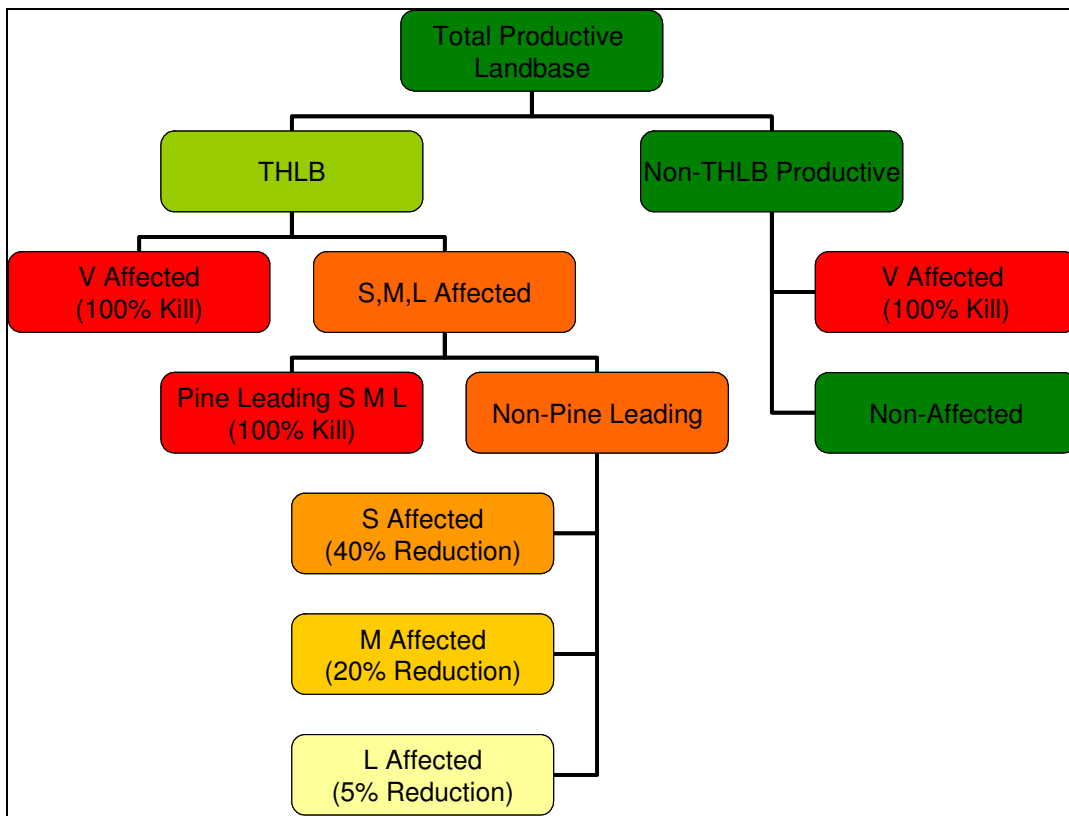 Total Productive
Landbase
THLB
Non-THLB Productive
V Affected
(100% Kill)
S,M,L Affected
V Affected
(100% Kill)
Pine Leading S M L
(100% Kill)
Non-Pine Leading
Non-Affected
S Affected
(40% Reduction)
M Affected
(20% Reduction)
L Affected
(5% Reduction)